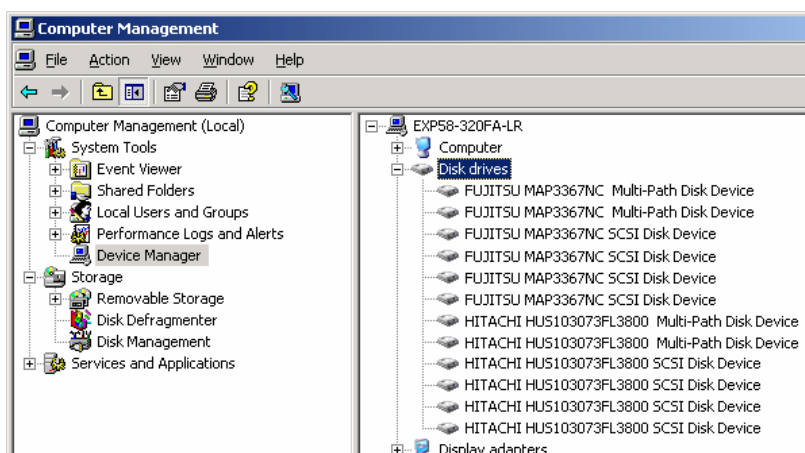 Computer Management
File Action View Window Help
Computer Management (Local)
System Tools
Event Viewer
Shared Folders
Local Users and Groups
Performance Logs and Alerts
Device Manager
Storage
Removable Storage
Disk Defragmenter
Disk Management
Services and Applications
EXP58-320FA-LR
Computer
Disk drives
FUJITSU MAP3367NC Multi-Path Disk Device
FUJITSU MAP3367NC Multi-Path Disk Device
FUJITSU MAP3367NC SCSI Disk Device
FUJITSU MAP3367NC SCSI Disk Device
FUJITSU MAP3367NC SCSI Disk Device
FUJITSU MAP3367NC SCSI Disk Device
HITACHI HUS103073FL3800 Multi-Path Disk Device
HITACHI HUS103073FL3800 Multi-Path Disk Device
HITACHI HUS103073FL3800 SCSI Disk Device
HITACHI HUS103073FL3800 SCSI Disk Device
HITACHI HUS103073FL3800 SCSI Disk Device
HITACHI HUS103073FL3800 SCSI Disk Device
Display adapters